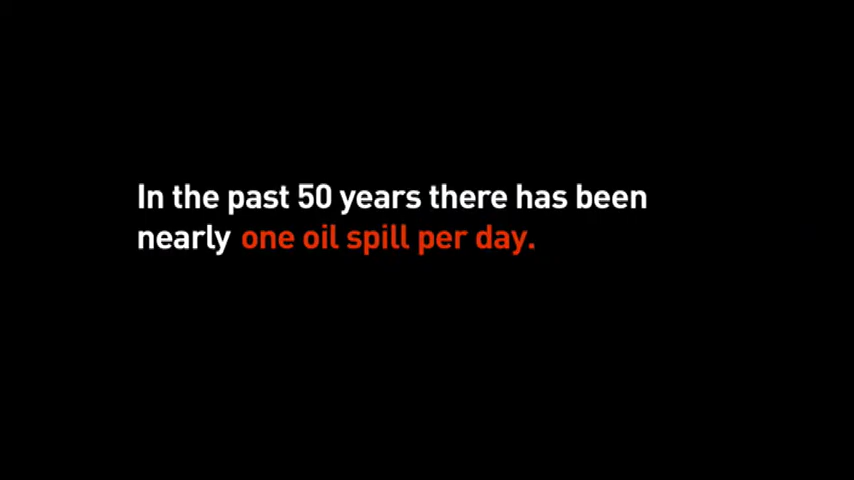 In the past 50 years there has been
nearly one oil spill per day.